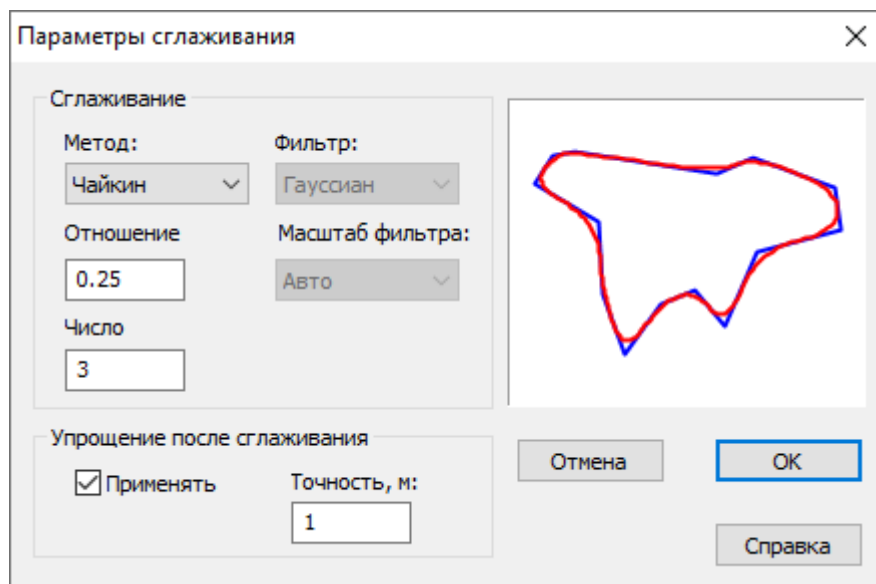 Параметры сглаживания
Сглаживание
Метод:
Фильтр:
Чайкин
Гауссиан
Отношение
Масштаб фильтра:
0.25
Авто
Число
3
Упрощение после сглаживания
Применять
Точность, м:
1
Отмена
OK
Справка